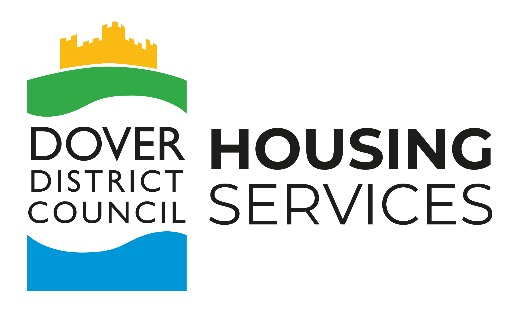 DOVER
DISTRICT
COUNCIL
HOUSING
SERVICES